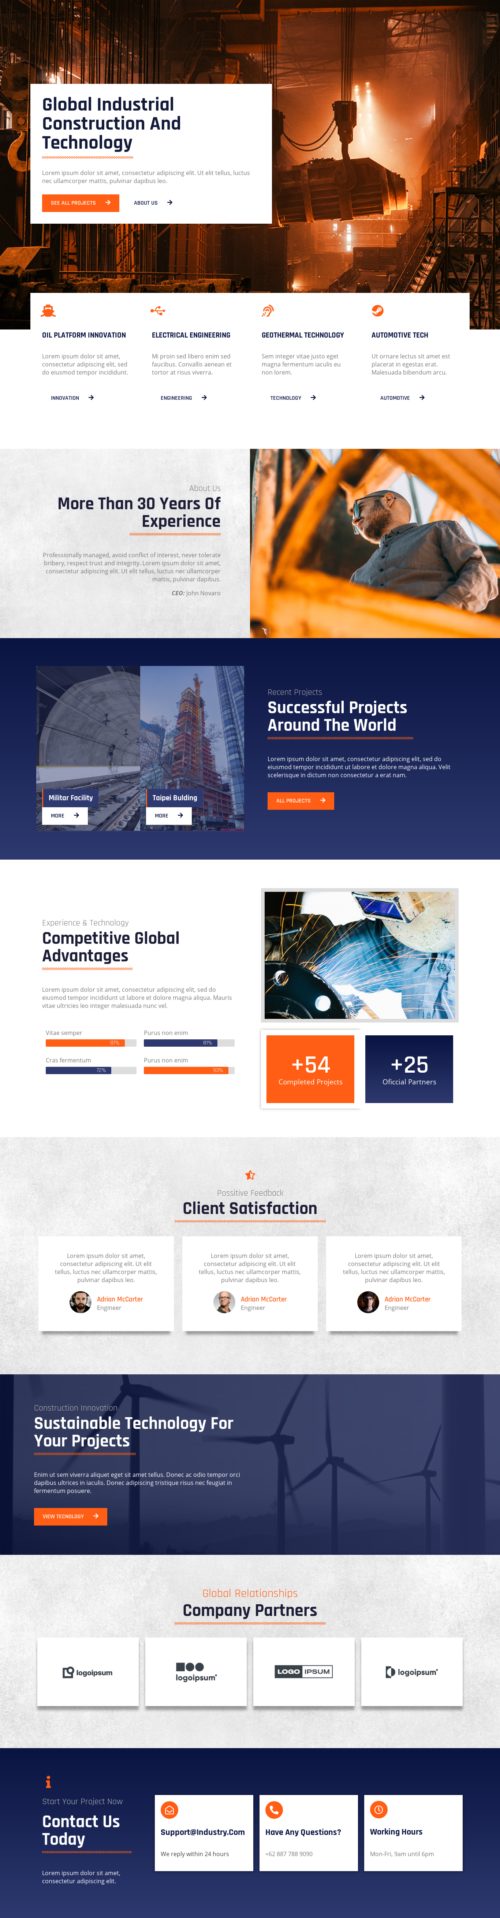 Global Industrial
Construction And
Technology
Lorem ipsum dolor sit amet, consectetur adipiscing elit. Ut elit tellus, luctus
nec ullamcorper mattis, pulvinar dapibus leo.
SEE ALL PROJECTS
ABOUT US
OIL PLATFORM INNOVATION
Lorem ipsum dolor sit amet,
consectetur adipiscing elit, sed
do eiusmod tempor incididunt.
INNOVATION
ELECTRICAL ENGINEERING
Mi proin sed libero enim sed
faucibus. Convallis aenean et
tortor at risus viverra.
ENGINEERING
GEOTHERMAL TECHNOLOGY
Sem integer vitae justo eget
magna fermentum iaculis eu
non lorem.
TECHNOLOGY
AUTOMOTIVE TECH
Ut ornare lectus sit amet est
placerat in egestas erat.
Malesuada bibendum arcu.
AUTOMOTIVE
About Us
More Than 30 Years Of
Experience
Professionally managed, avoid conflict of interest, never tolerate
bribery, respect trust and integrity. Lorem ipsum dolor sit amet,
consectetur adipiscing elit. Ut elit tellus, luctus nec ullamcorper
mattis, pulvinar dapibus.
CEO: John Novaro
Militar Facility
MORE
Taipei Bulding
MORE
Recent Projects
Successful Projects
Around The World
Lorem ipsum dolor sit amet, consectetur adipiscing elit, sed do
eiusmod tempor incididunt ut labore et dolore magna aliqua. Velit
scelerisque in dictum non consectetur a erat nam.
ALL PROJECTS
Experience & Technology
Competitive Global
Advantages
Lorem ipsum dolor sit amet, consectetur adipiscing elit, sed do
eiusmod tempor incididunt ut labore et dolore magna aliqua. Mauris
vitae ultricies leo integer malesuada nunc vel.
Vitae semper
Purus non enim
81%
Cras fermentum
72%
Purus non enim
+54
Completed Projects
+25
Oficcial Partners
Possitive Feedback
Client Satisfaction
Lorem ipsum dolor sit amet,
consectetur adipiscing elit. Ut elit
tellus, luctus nec ullamcorper mattis,
pulvinar dapibus leo.
Adrian McCarter
Engineer
Lorem ipsum dolor sit amet,
consectetur adipiscing elit. Ut elit
tellus, luctus nec ullamcorper mattis,
pulvinar dapibus leo.
Adrian McCarter
Engineer
Lorem ipsum dolor sit amet,
consectetur adipiscing elit. Ut elit
tellus, luctus nec ullamcorper mattis,
pulvinar dapibus leo.
Adrian McCarter
Engineer
Construction Innovation
Sustainable Technology For
Your Projects
Enim ut sem viverra aliquet eget sit amet tellus. Donec ac odio tempor orci
dapibus ultrices in iaculis. Donec adipiscing tristique risus nec feugiat in
fermentum posuere.
VIEW TECNOLOGY
Global Relationships
Company Partners
logoipsum
logoipsum
LOGO IPSUM
logoipsum
Start Your Project Now
Contact Us
Today
Lorem ipsum dolor sit amet,
consectetur adipiscing elit.
Support@Industry.Com
We reply within 24 hours
Have Any Questions?
+62 887 788 9090
Working Hours
Mon-Fri, 9am until 6pm